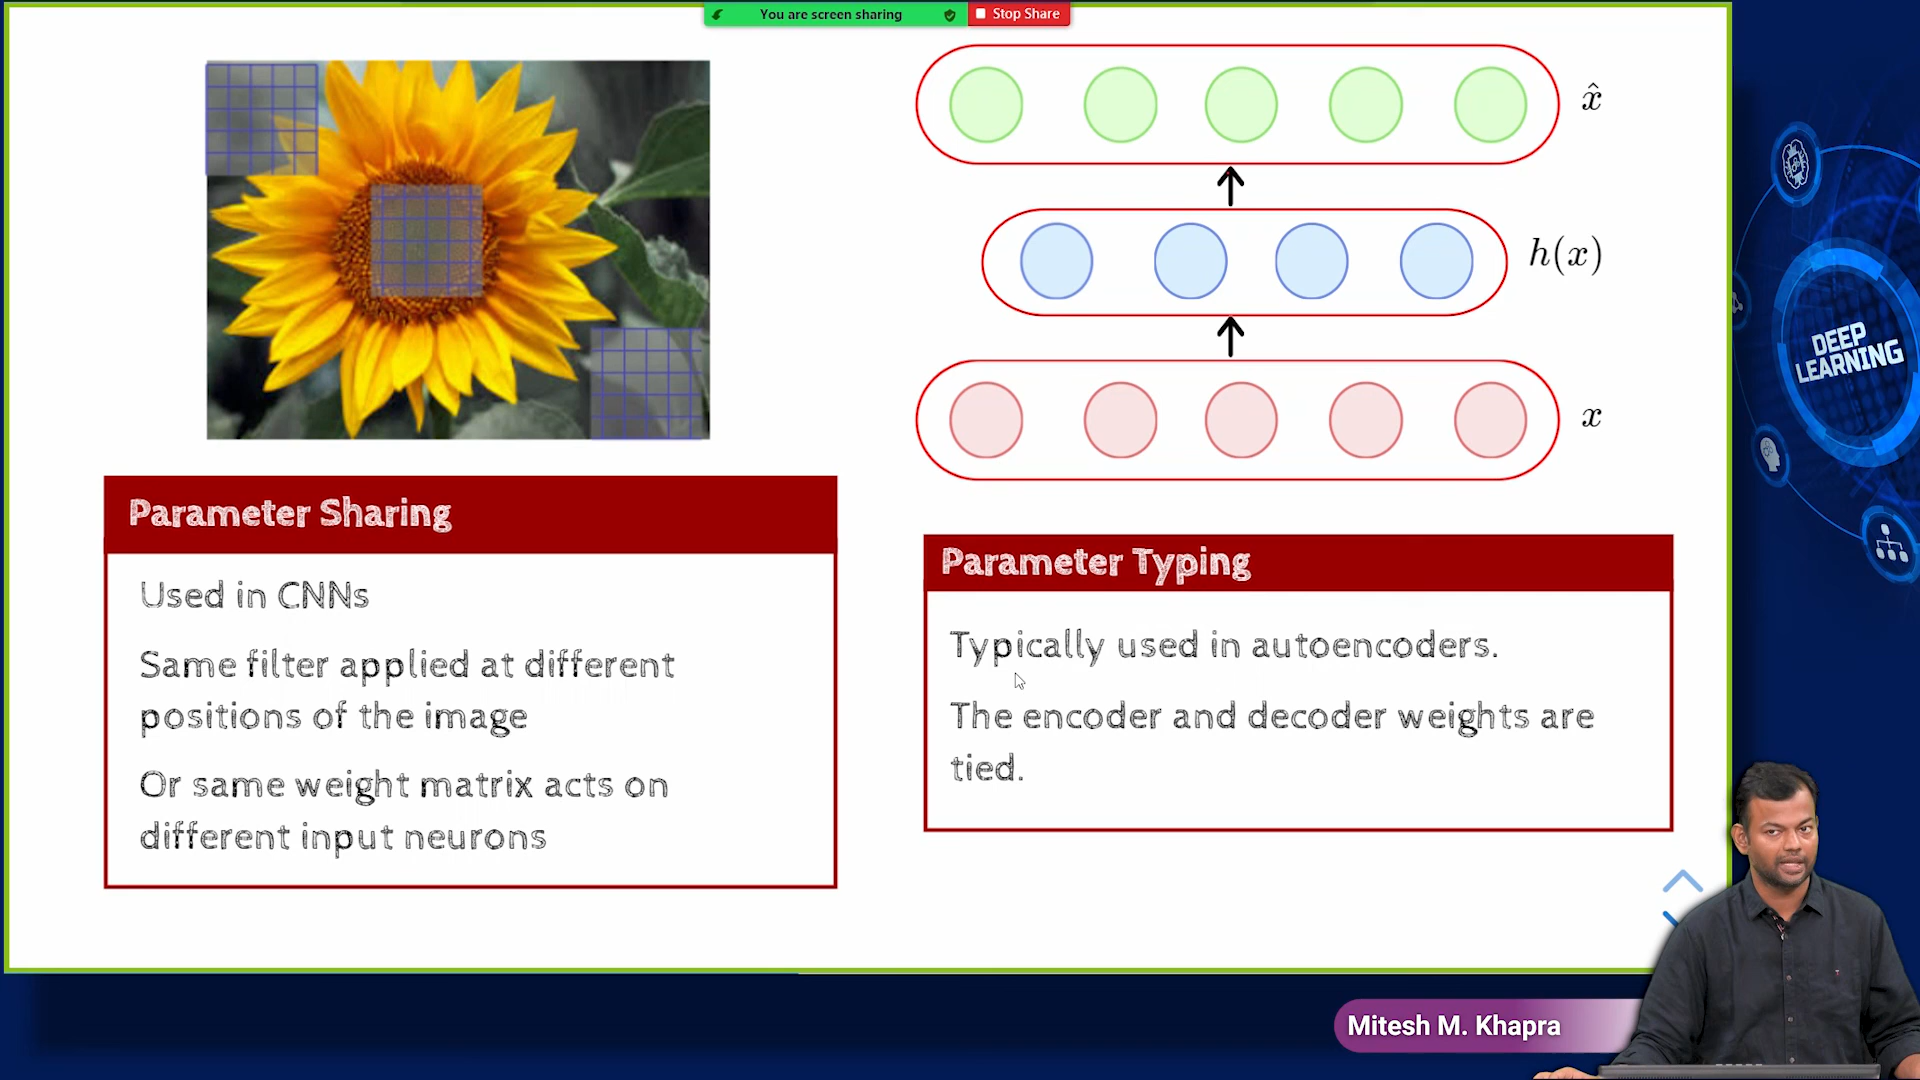 You are screen sharing
Stop Share
x̂
h(x)
x
Parameter Sharing
Used in CNNs
Same filter applied at different
positions of the image
Or same weight matrix acts on
different input neurons
Parameter Typing
Typically used in autoencoders.
The encoder and decoder weights are
tied.
DEEP
LEARNING
Mitesh M. Khapra